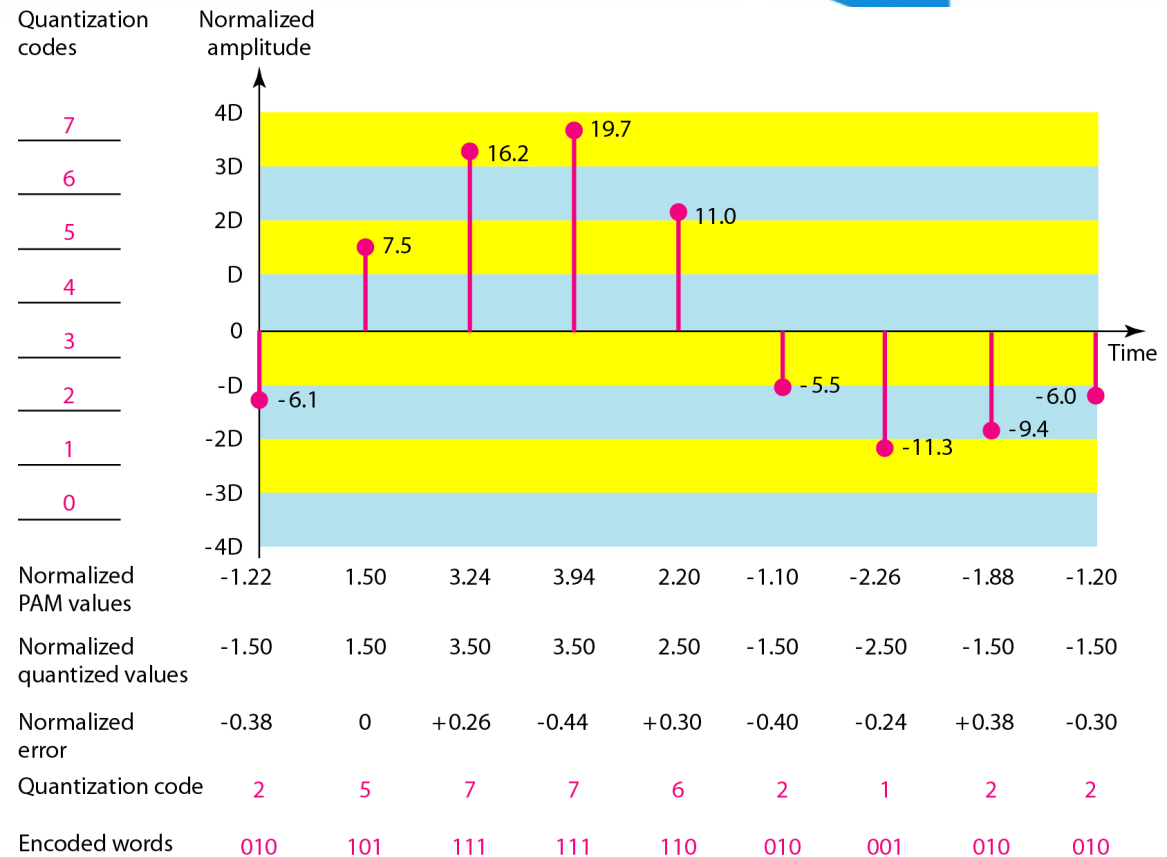 Quantization codes
Normalized amplitude
4D
7
19.7
16.2
3D
6
2D
11.0
5
7.5
D
4
0
3
Time
-D
-5.5
2
-6.1
-6.0
-2D
-9.4
1
-11.3
-3D
0
-4D
Normalized PAM values
-1.22 1.50 3.24 3.94 2.20 -1.10 -2.26 -1.88 -1.20
Normalized quantized values
-1.50 1.50 3.50 3.50 2.50 -1.50 -2.50 -1.50 -1.50
Normalized error
-0.38 0 +0.26 -0.44 +0.30 -0.40 -0.24 +0.38 -0.30
Quantization code 2 5 7 7 6 2 1 2 2
Encoded words 010 101 111 111 110 010 001 010 010